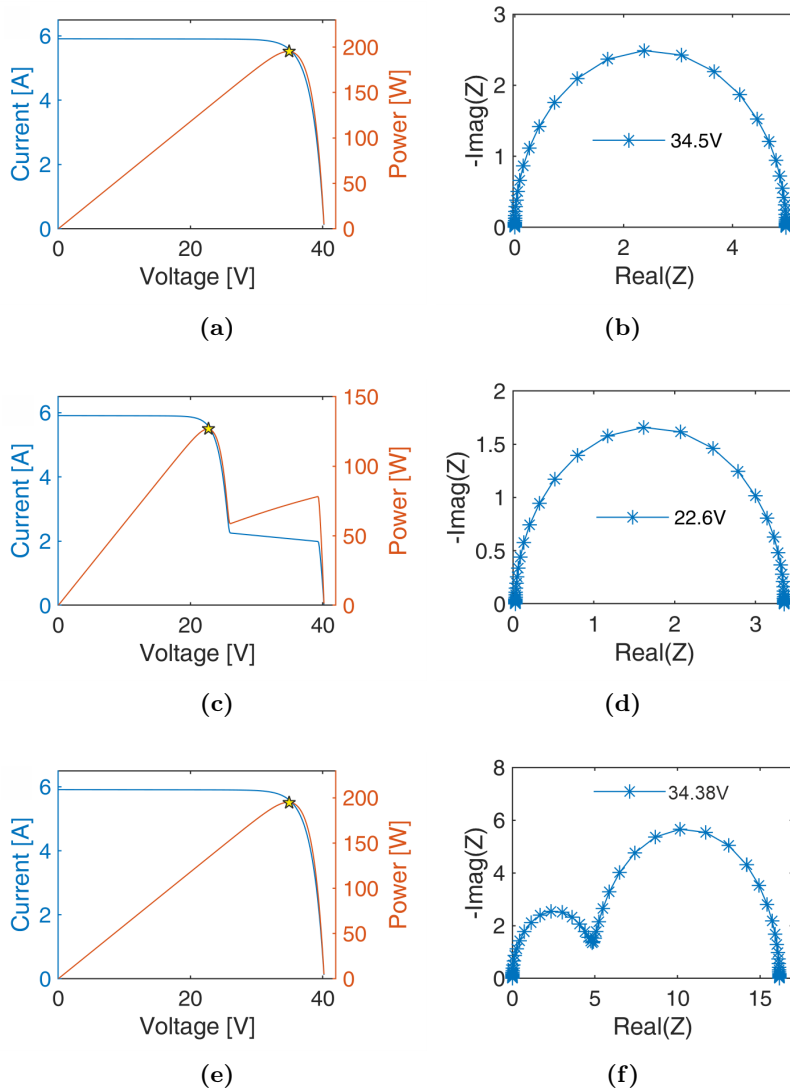 6
4
2
0
Current [A]
200
150
100
50
0
Power [W]
0
20
40
Voltage [V]
(a)
3
2
1
0
-Imag(Z)
34.5V
0
2
4
Real(Z)
(b)
6
4
2
0
Current [A]
150
100
50
0
Power [W]
0
20
40
Voltage [V]
(c)
2
1.5
1
0.5
0
-Imag(Z)
22.6V
0
1
2
3
Real(Z)
(d)
6
4
2
0
Current [A]
200
150
100
50
0
Power [W]
0
20
40
Voltage [V]
(e)
8
6
4
2
0
-Imag(Z)
34.38V
0
5
10
15
Real(Z)
(f)